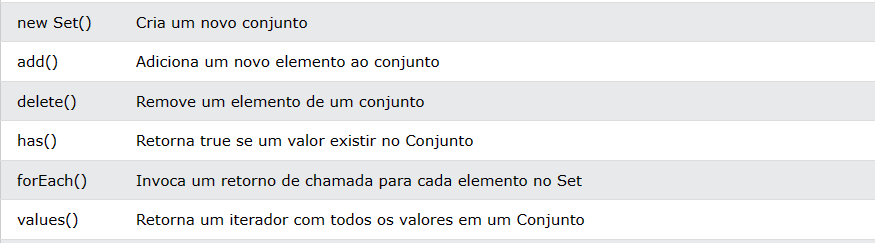 new Set() Cria um novo conjunto
add() Adiciona um novo elemento ao conjunto
delete() Remove um elemento de um conjunto
has() Retorna true se um valor existir no Conjunto
forEach() Invoca um retorno de chamada para cada elemento no Set
values() Retorna um iterador com todos os valores em um Conjunto